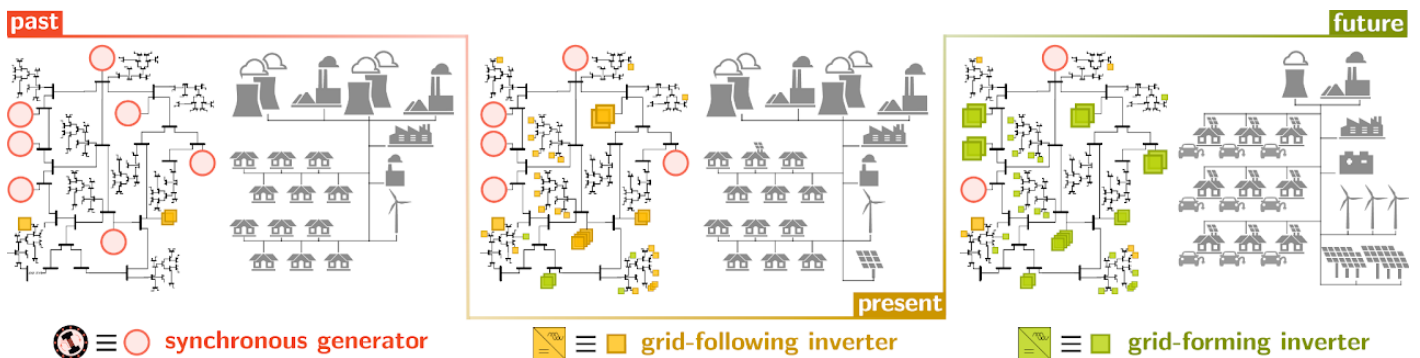 past
future
present
synchronous generator
grid-following inverter
grid-forming inverter